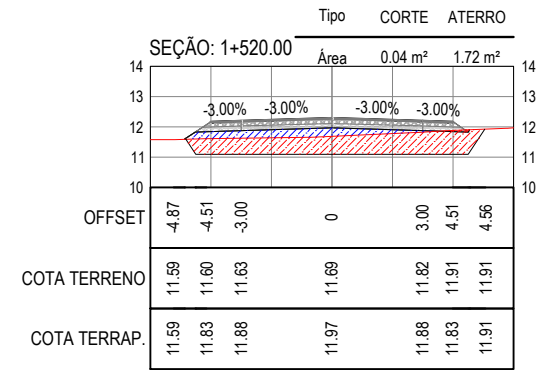 Tipo CORTE ATERRO
SEÇÃO: 1+520.00
Área 0.04 m² 1.72 m²
14 14
13 13
-3.00% -3.00% -3.00% -3.00%
12 12
11 11
10 10
OFFSET -4.87 -4.51 -3.00 0 3.00 4.51 4.56
COTA TERRENO 11.59 11.60 11.63 11.69 11.82 11.91 11.91
COTA TERRAP. 11.59 11.83 11.88 11.97 11.88 11.83 11.91